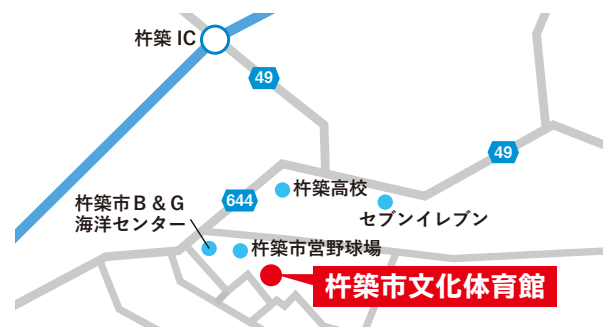 杵築 IC
49
49
644
杵築高校
セブンイレブン
杵築市B & G
海洋センター
杵築市営野球場
杵築市文化体育館